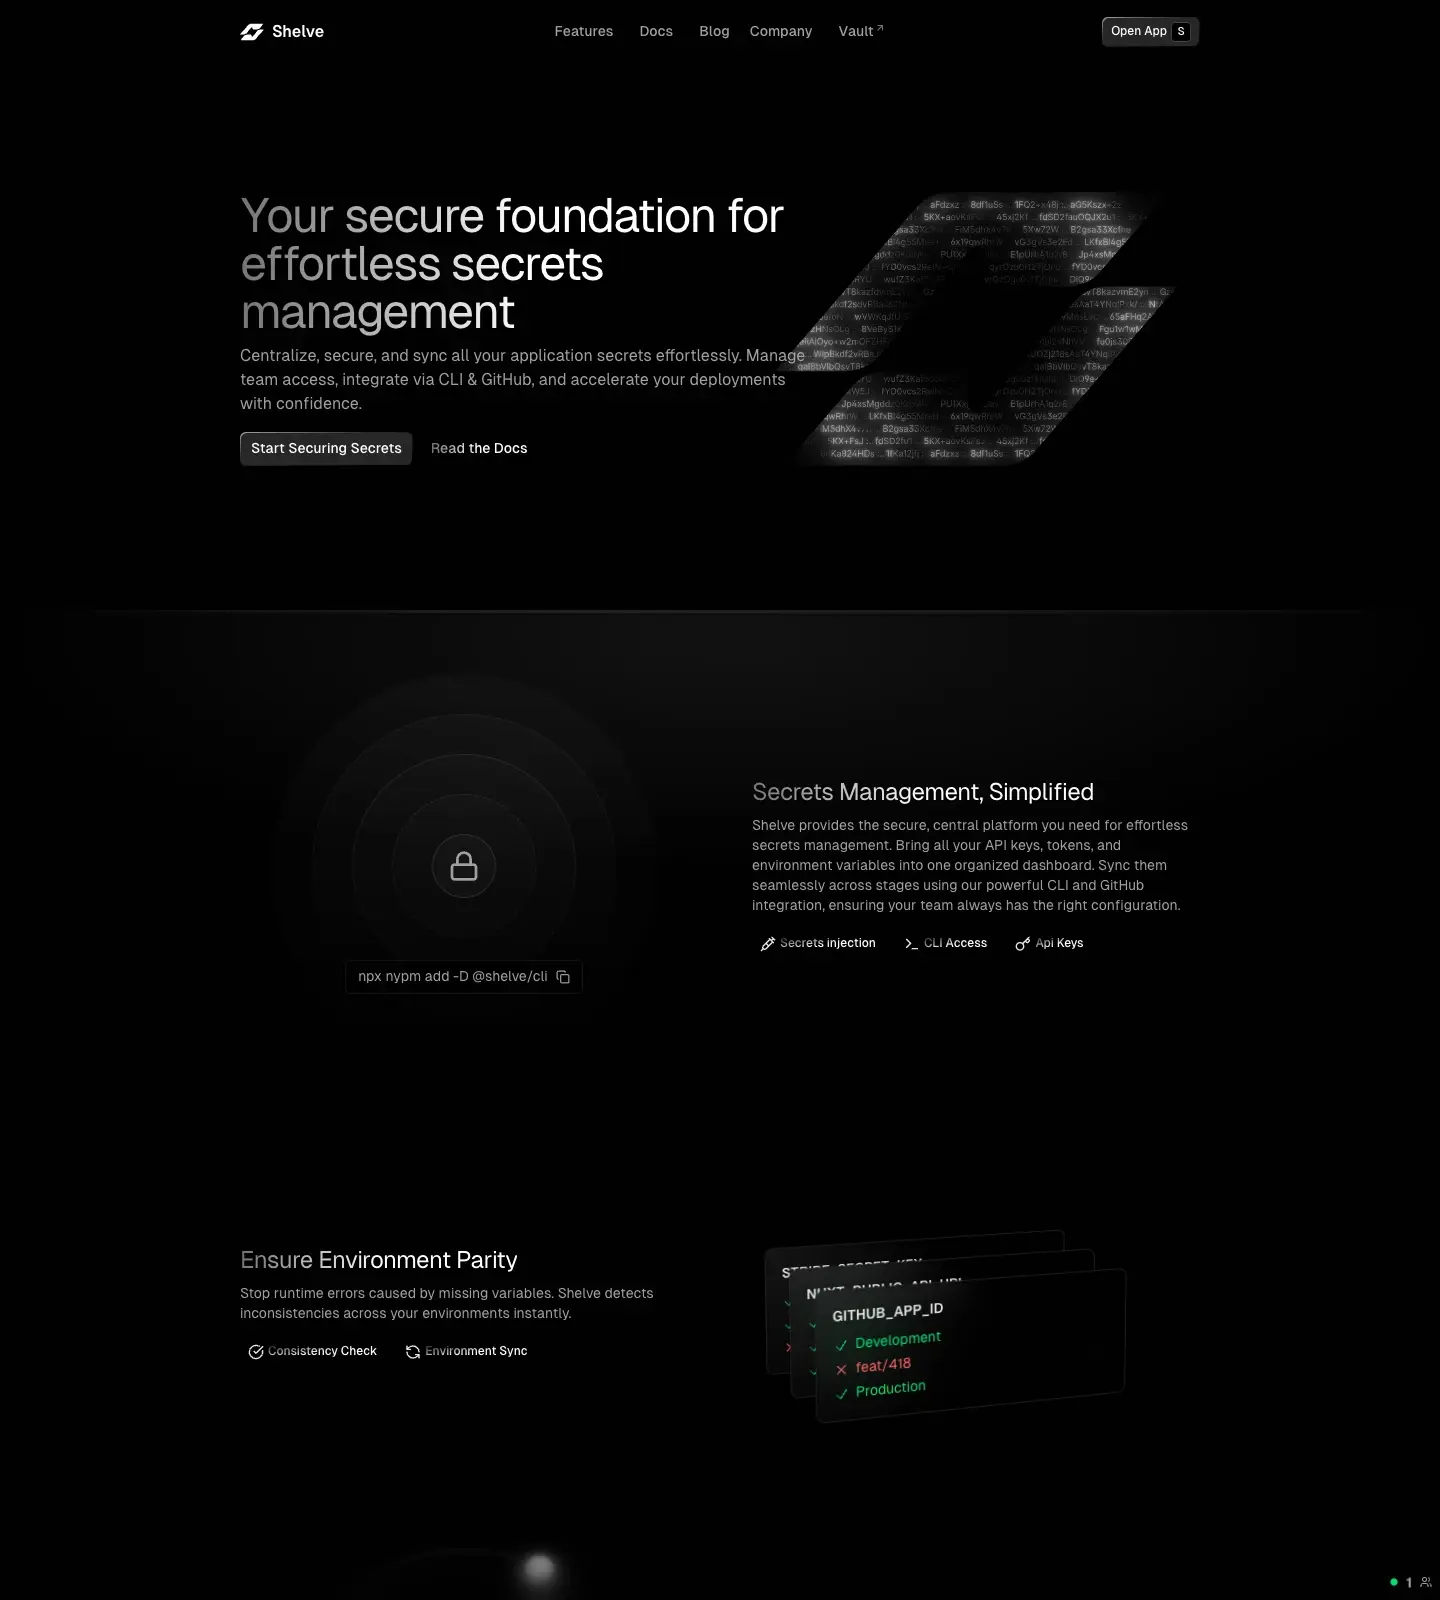 Shelve
Features
Docs
Blog
Company
Vault
Open App S
Your secure foundation for
effortless secrets
management
Centralize, secure, and sync all your application secrets effortlessly. Manage
team access, integrate via CLI & GitHub, and accelerate your deployments
with confidence.
Start Securing Secrets
Read the Docs
Secrets Management, Simplified
Shelve provides the secure, central platform you need for effortless
secrets management. Bring all your API keys, tokens, and
environment variables into one organized dashboard. Sync them
seamlessly across stages using our powerful CLI and GitHub
integration, ensuring your team always has the right configuration.
Secrets injection
CLI Access
Api Keys
npx nypm add -D @shelve/cli
Ensure Environment Parity
Stop runtime errors caused by missing variables. Shelve detects
inconsistencies across your environments instantly.
Consistency Check
Environment Sync
GITHUB_APP_ID
Development
feat/418
Production
1